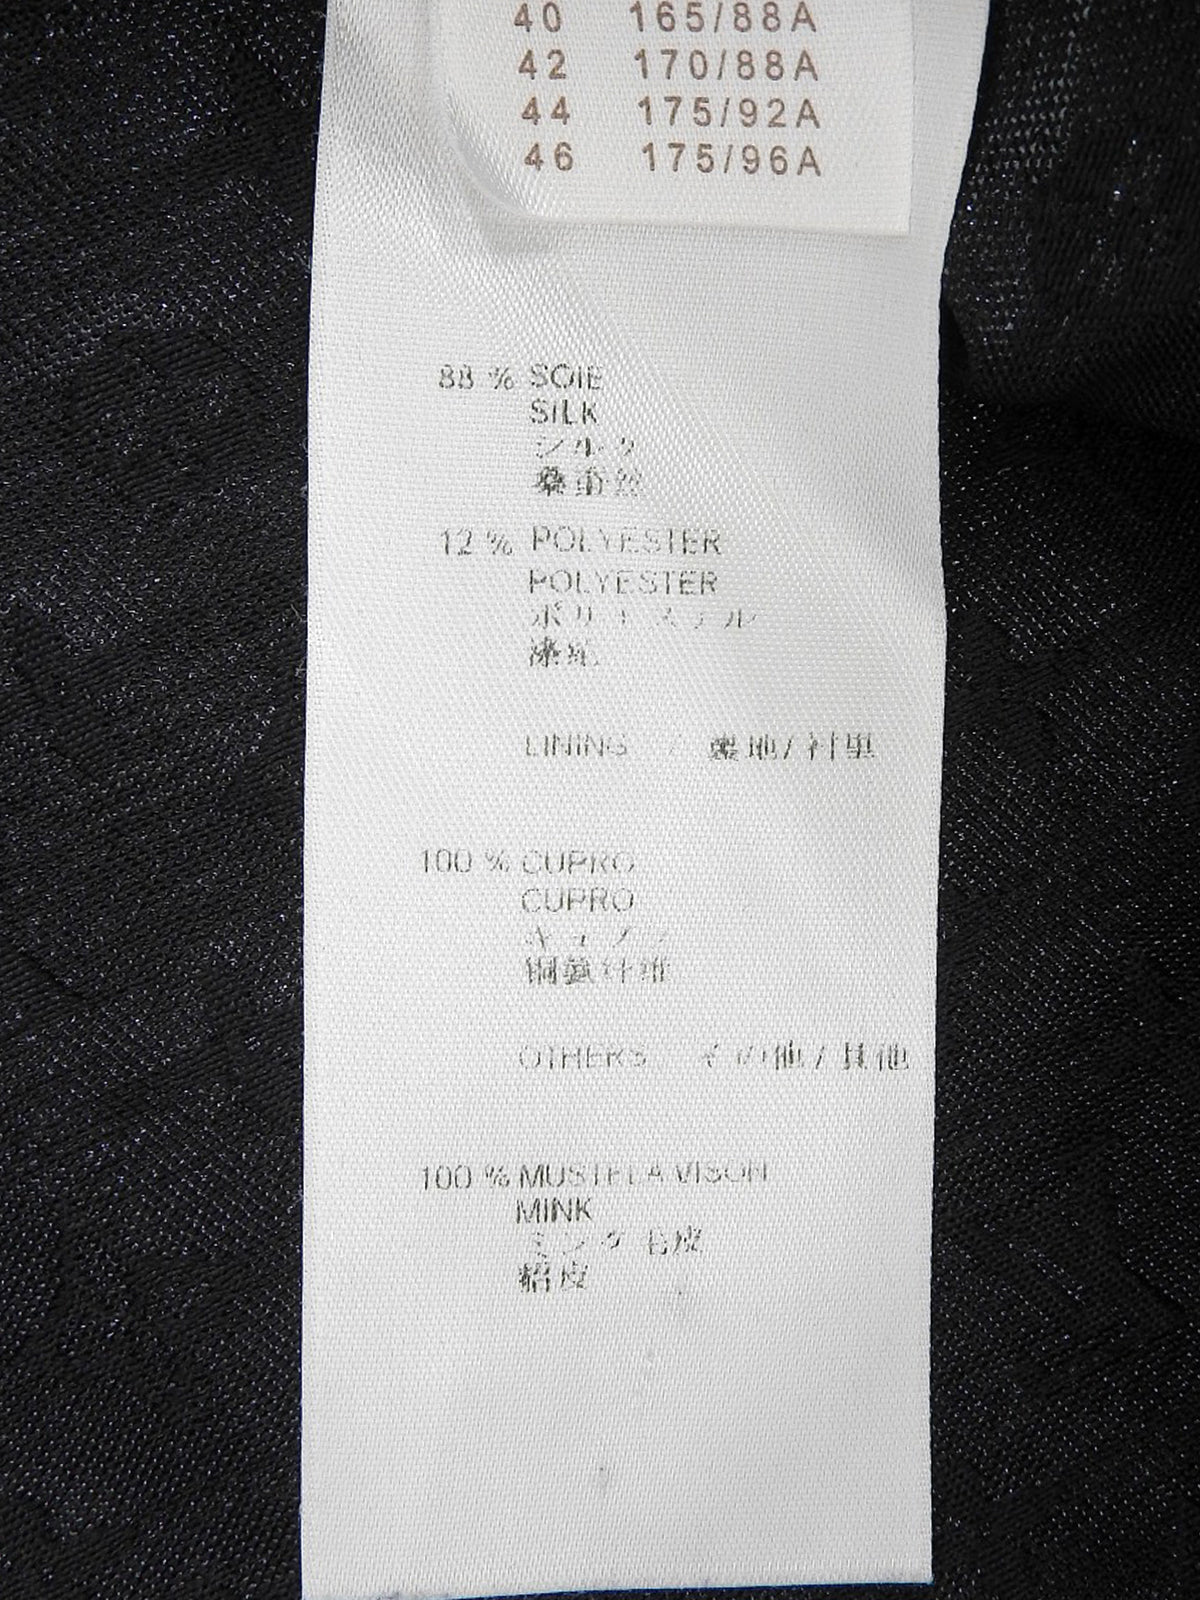 40 165/88A
42 170/88A
44 175/92A
46 175/96A
88 % SOIE
SILK
シルク
桑蚕丝
12 % POLYESTER
POLYESTER
ポリエステル
涤纶
LINING / 裏地/衬里
100 % CUPRO
CUPRO
キュプラ
铜氨纤维
OTHERS その他/其他
100 % MUSTELA VISON
MINK
ミンク毛皮
貂皮